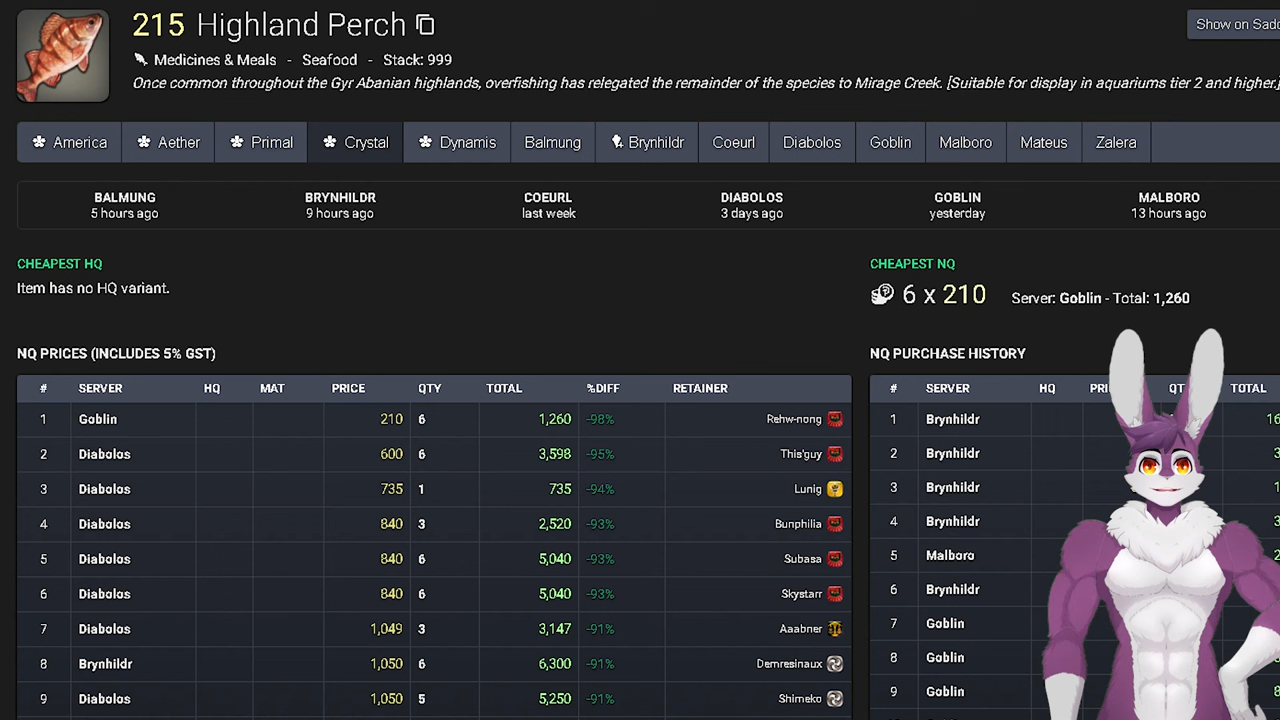 215 Highland Perch
Show on
Medicines & Meals - Seafood - Stack: 999
Once common throughout the Gyr Abanian highlands, overfishing has relegated the remainder of the species to Mirage Creek. [Suitable for display in aquariums tier 2 and higher.]
America Aether Primal Crystal Dynamis Balmung Brynhildr Coeurl Diabolos Goblin Malboro Mateus Zalera
BALMUNG BRYNHILDR COEURL DIABOLOS GOBLIN MALBORO
5 hours ago 9 hours ago last week 3 days ago yesterday 13 hours ago
CHEAPEST HQ
Item has no HQ variant.
CHEAPEST NQ
6 x 210 Server: Goblin - Total: 1,260
NQ PRICES (INCLUDES 5% GST)
# SERVER HQ MAT PRICE QTY TOTAL %DIFF RETAINER
1 Goblin 210 6 1,260 -98% Rehw-nong
2 Diabolos 600 6 3,598 -95% This'guy
3 Diabolos 735 1 735 -94% Lunig
4 Diabolos 840 3 2,520 -93% Bunphilia
5 Diabolos 840 6 5,040 -93% Subasa
6 Diabolos 840 6 5,040 -93% Skystarr
7 Diabolos 1,049 3 3,147 -91% Aaabner
8 Brynhildr 1,050 6 6,300 -91% Demresinaux
9 Diabolos 1,050 5 5,250 -91% Shimeko
NQ PURCHASE HISTORY
# SERVER HQ TOTAL
1 Brynhildr
2 Brynhildr
3 Brynhildr
4 Brynhildr
5 Malboro
6 Brynhildr
7 Goblin
8 Goblin
9 Goblin